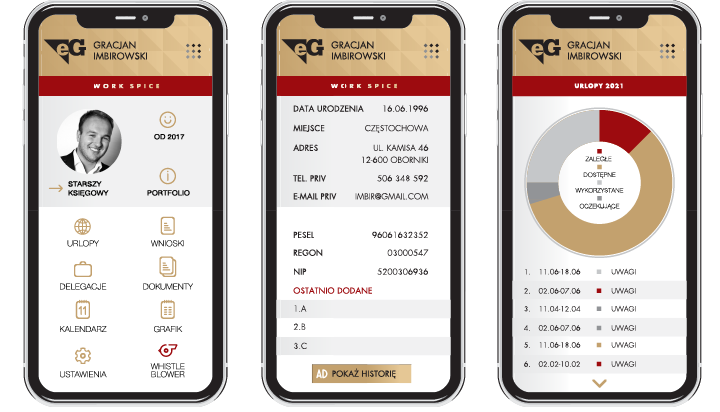 eG
GRACJAN
IMBIROWSKI
WORK SPICE
OD 2017
STARSZY
KSIĘGOWY
PORTFOLIO
URLOPY
WNIOSKI
DELEGACJE
DOKUMENTY
11
KALENDARZ
GRAFIK
USTAWIENIA
WHISTLE
BLOWER
eG
GRACJAN
IMBIROWSKI
WORK SPICE
DATA URODZENIA 16.06.1996
MIEJSCE CZĘSTOCHOWA
ADRES UL. KAMISA 46
12-600 OBORNIKI
TEL. PRIV 506 348 592
E-MAIL PRIV IMBIR@GMAIL.COM
PESEL 96061632352
REGON 03000547
NIP 5200306936
OSTATNIO DODANE
1.A
2.B
3.C
AD POKAŻ HISTORIĘ
eG
GRACJAN
IMBIROWSKI
URLOPY 2021
ZALEGŁE
DOSTĘPNE
WYKORZYSTANE
OCZEKUJĄCE
1. 11.06-18.06 UWAGI
2. 02.06-07.06 UWAGI
3. 11.04-12.04 UWAGI
4. 02.06-07.06 UWAGI
5. 11.06-18.06 UWAGI
6. 02.02-10.02 UWAGI